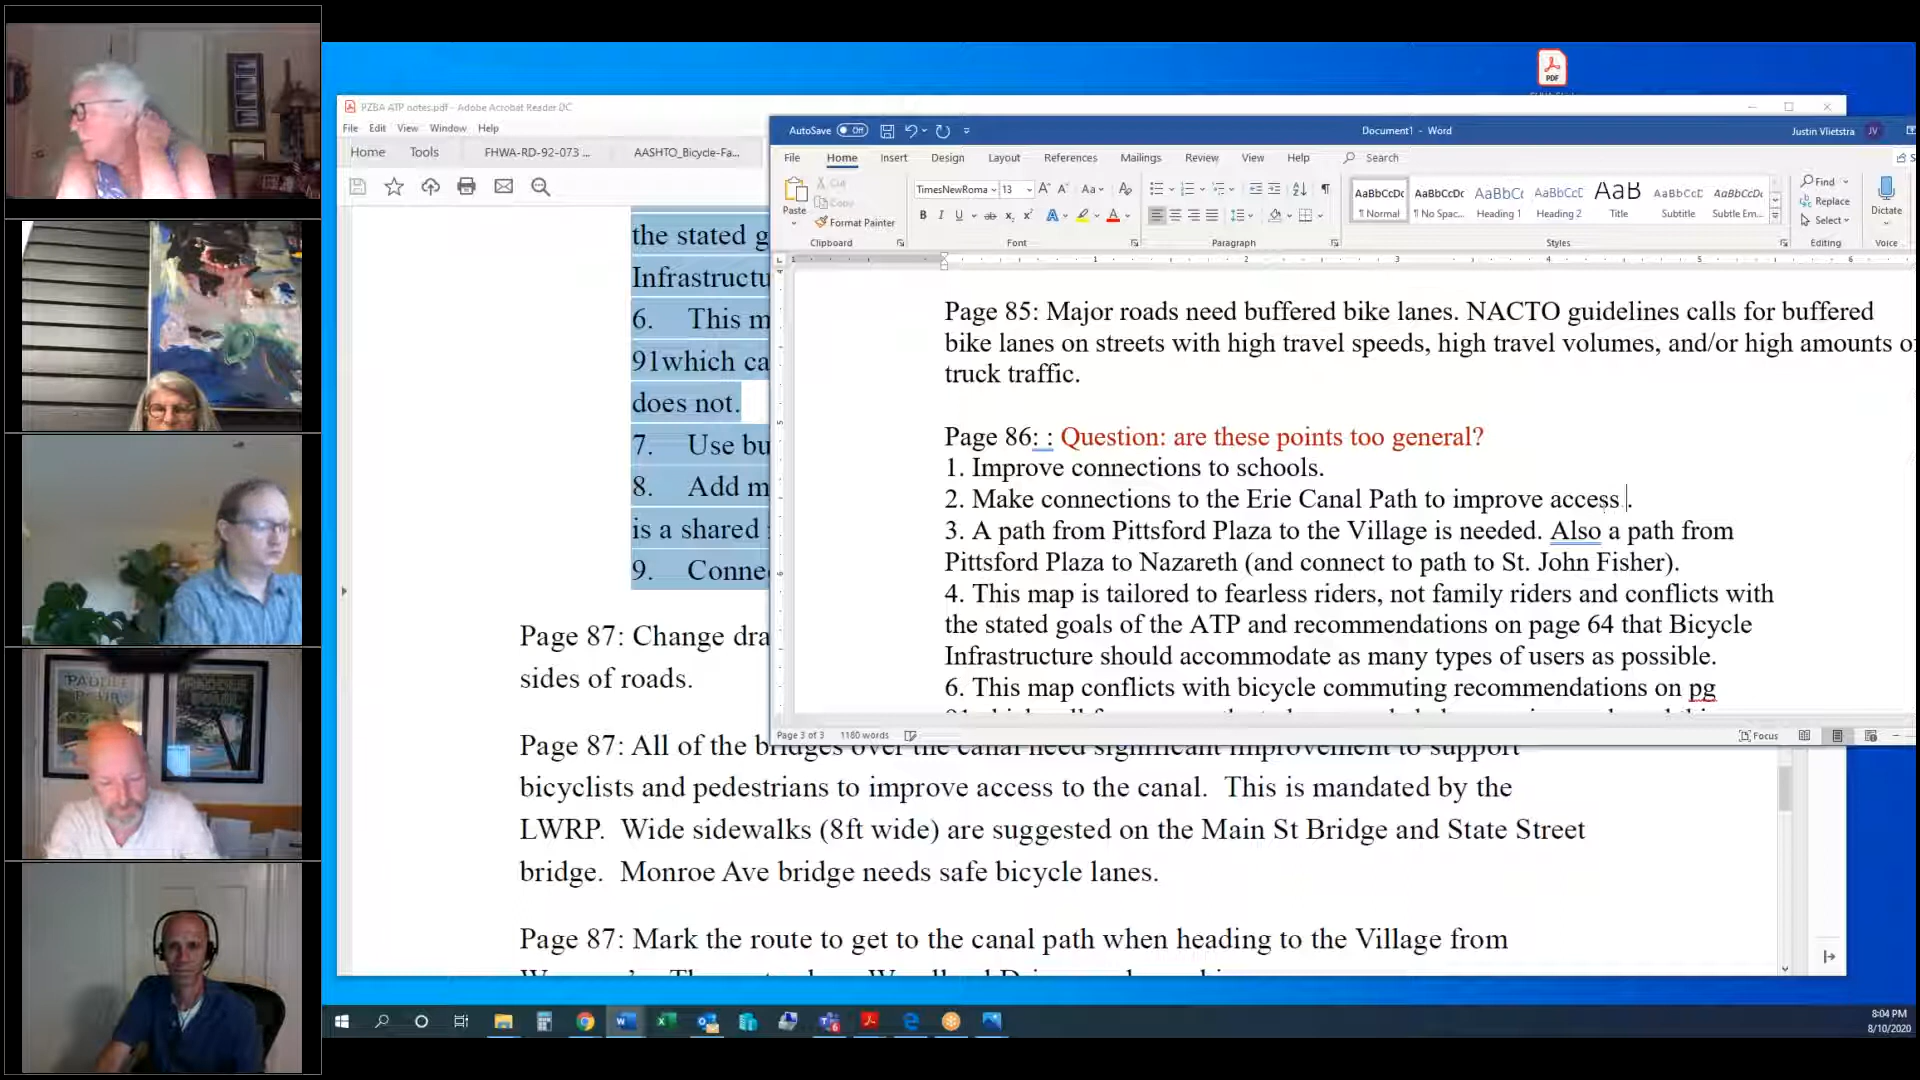 PDF
PZBA ATP notes.pdf - Adobe Acrobat Reader DC
File Edit View Window Help
Home Tools FHWA-RD-92-073 ... AASHTO_Bicycle-Fa...
the stated g
Infrastructu
6. This m
91which ca
does not.
7. Use bu
8. Add m
is a shared
9. Conne
Page 87: Change dra
sides of roads.
Page 87: All of the bridges over the canal need significant improvement to support
bicyclists and pedestrians to improve access to the canal. This is mandated by the
LWRP. Wide sidewalks (8ft wide) are suggested on the Main St Bridge and State Street
bridge. Monroe Ave bridge needs safe bicycle lanes.
Page 87: Mark the route to get to the canal path when heading to the Village from
AutoSave Off Document1 - Word Justin Vlietstra JV
File Home Insert Design Layout References Mailings Review View Help Search
Paste Cut Copy Format Painter
TimesNewRoma 13
AaBbCcDc AaBbCcDc AaBbCc AaBbCcC AaB AaBbCcD AaBbCcDc
¶ Normal ¶ No Spac... Heading 1 Heading 2 Title Subtitle Subtle Em...
Find Replace Select Dictate
Clipboard Font Paragraph Styles Editing Voice
1 1 2 3 4 5 6
Page 85: Major roads need buffered bike lanes. NACTO guidelines calls for buffered
bike lanes on streets with high travel speeds, high travel volumes, and/or high amounts o
truck traffic.
Page 86: : Question: are these points too general?
1. Improve connections to schools.
2. Make connections to the Erie Canal Path to improve access .
3. A path from Pittsford Plaza to the Village is needed. Also a path from
Pittsford Plaza to Nazareth (and connect to path to St. John Fisher).
4. This map is tailored to fearless riders, not family riders and conflicts with
the stated goals of the ATP and recommendations on page 64 that Bicycle
Infrastructure should accommodate as many types of users as possible.
6. This map conflicts with bicycle commuting recommendations on pg
Page 3 of 3 1180 words Focus
8:04 PM
8/10/2020